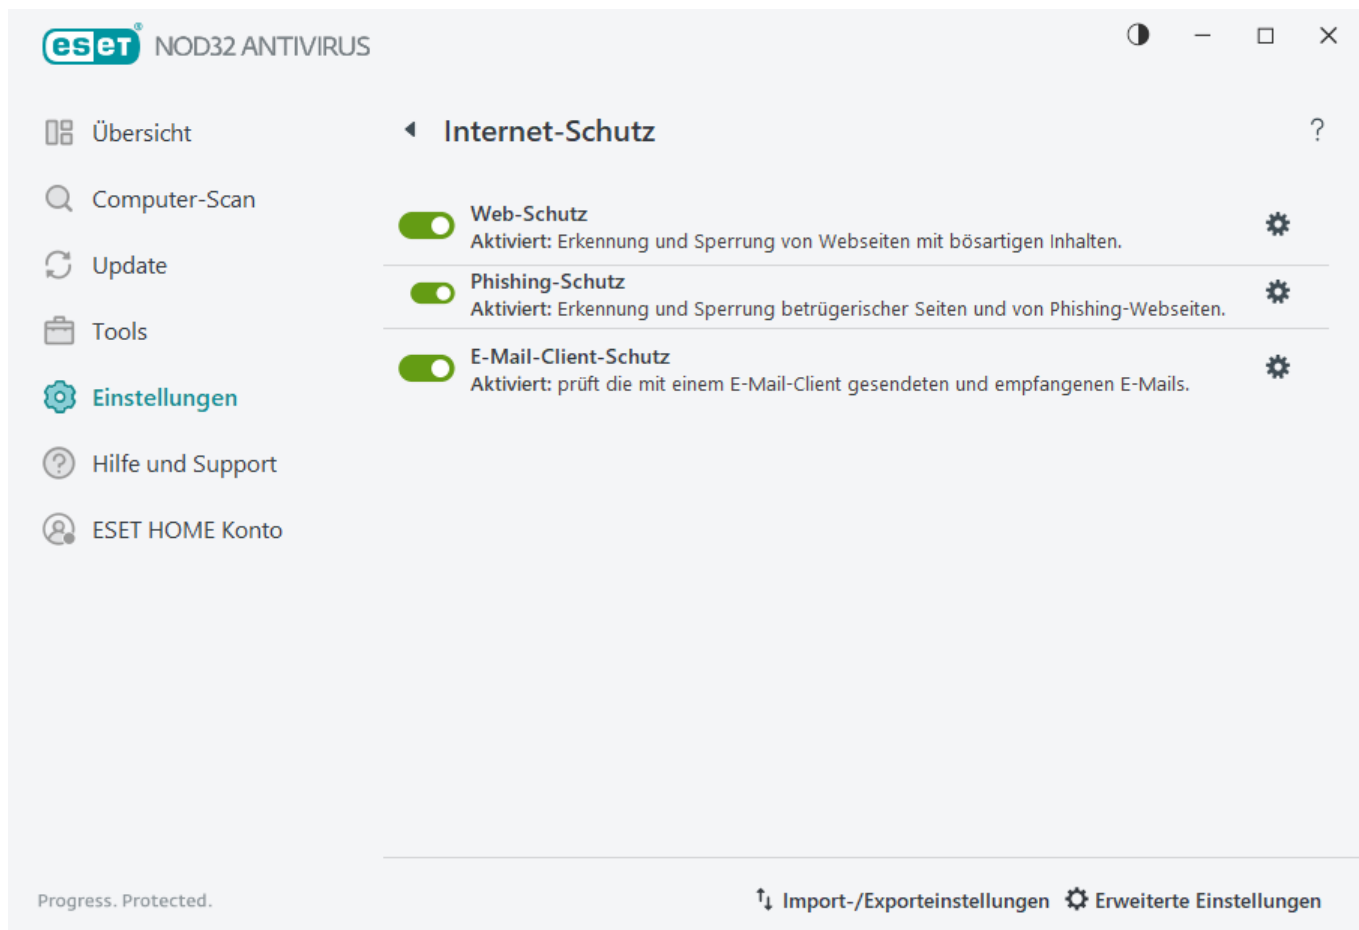 eset® NOD32 ANTIVIRUS
Übersicht
Computer-Scan
Update
Tools
Einstellungen
Hilfe und Support
ESET HOME Konto
Internet-Schutz
?
Web-Schutz
Aktiviert: Erkennung und Sperrung von Webseiten mit bösartigen Inhalten.
Phishing-Schutz
Aktiviert: Erkennung und Sperrung betrügerischer Seiten und von Phishing-Webseiten.
E-Mail-Client-Schutz
Aktiviert: prüft die mit einem E-Mail-Client gesendeten und empfangenen E-Mails.
Progress. Protected.
Import-/Exporteinstellungen
Erweiterte Einstellungen